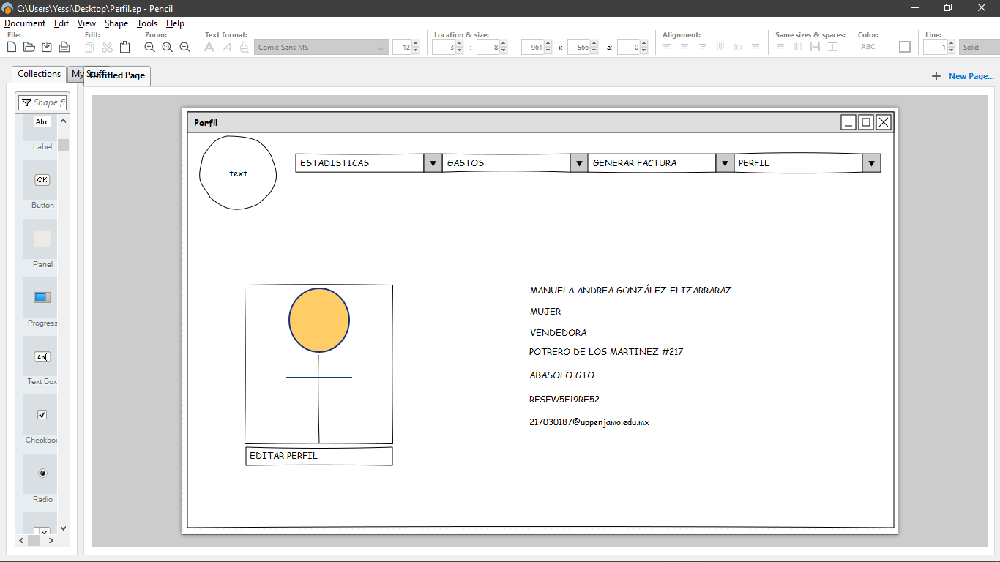 C:\Users\Yessi\Desktop\Perfil.ep - Pencil
Document Edit View Shape Tools Help
File: Edit: Zoom: Text format: Location & size: Alignment: Same sizes & spaces: Color: Line:
1:1 A A Comic Sans MS 12 3 : 8 961 x 566 a: 0 ABC 1 Solid
Collections My Stuff Untitled Page New Page...
Shape fi
Abc
Label
OK
Button
Panel
Progress
Ab
Text Box
Checkbox
Radio
Perfil
text
ESTADISTICAS GASTOS GENERAR FACTURA PERFIL
MANUELA ANDREA GONZÁLEZ ELIZARRARAZ
MUJER
VENDEDORA
POTRERO DE LOS MARTINEZ #217
ABASOLO GTO
RFSFW5F19RE52
217030187@uppenjamo.edu.mx
EDITAR PERFIL